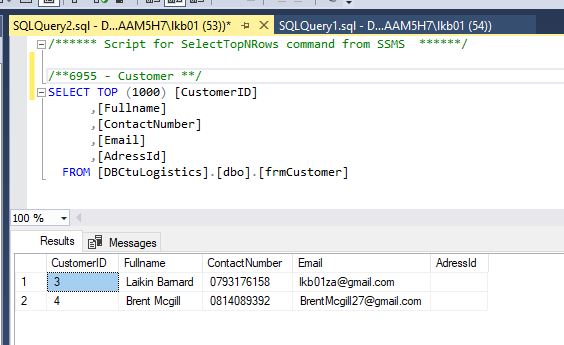 SQLQuery2.sql - D...AAM5H7\lkb01 (53))* SQLQuery1.sql - D...AAM5H7\lkb01 (54))
/****** Script for SelectTopNRows command from SSMS  ******/
/**6955 - Customer **/
SELECT TOP (1000) [CustomerID]
,[Fullname]
,[ContactNumber]
,[Email]
,[AdressId]
FROM [DBCtuLogistics].[dbo].[frmCustomer]
100 %
Results Messages
CustomerID Fullname ContactNumber Email AdressId
1 3 Laikin Barnard 0793176158 lkb01za@gmail.com
2 4 Brent Mcgill 0814089392 BrentMcgill27@gmail.com